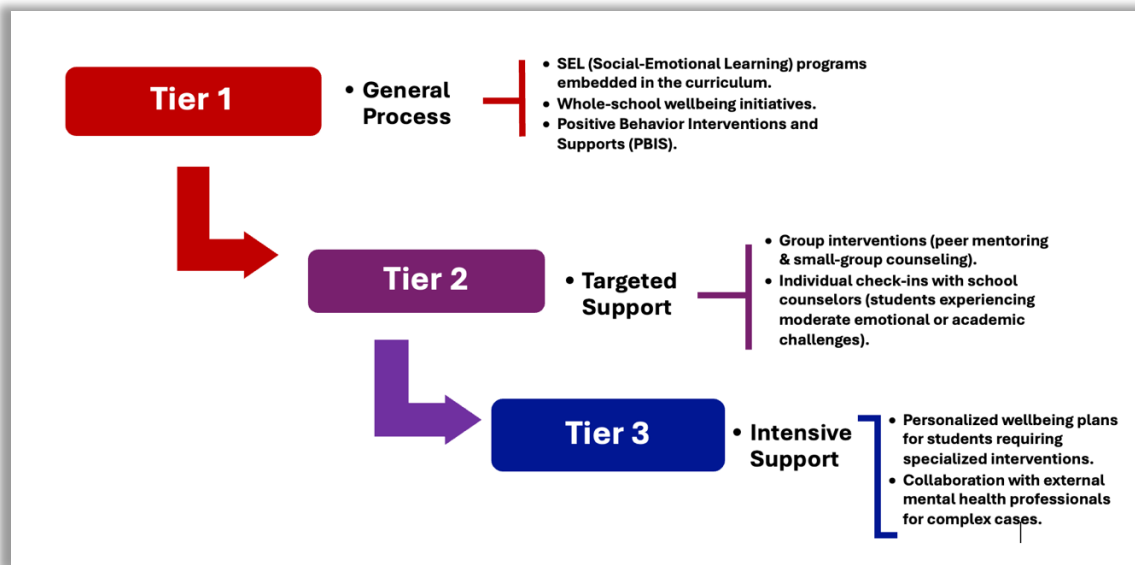 Tier 1
• General
Process
• SEL (Social-Emotional Learning) programs
embedded in the curriculum.
• Whole-school wellbeing initiatives.
• Positive Behavior Interventions and
Supports (PBIS).
Tier 2
• Targeted
Support
• Group interventions (peer mentoring
& small-group counseling).
• Individual check-ins with school
counselors (students experiencing
moderate emotional or academic
challenges).
Tier 3
• Intensive
Support
• Personalized wellbeing plans
for students requiring
specialized interventions.
• Collaboration with external
mental health professionals
for complex cases.